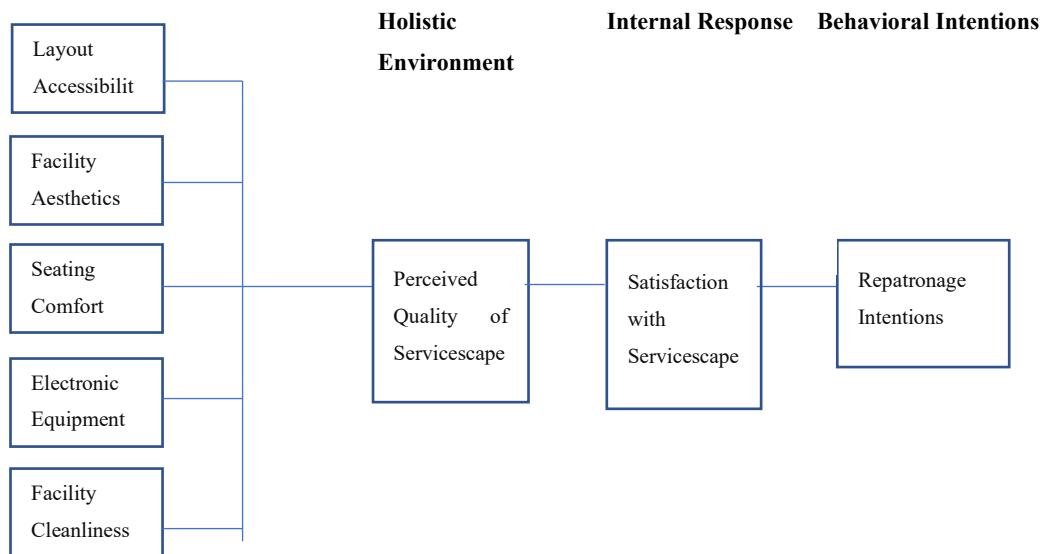 Holistic
Environment
Internal Response
Behavioral Intentions
Layout
Accessibilit
Facility
Aesthetics
Seating
Comfort
Electronic
Equipment
Facility
Cleanliness
Perceived
Quality of
Servicescape
Satisfaction
with
Servicescape
Repatronage
Intentions